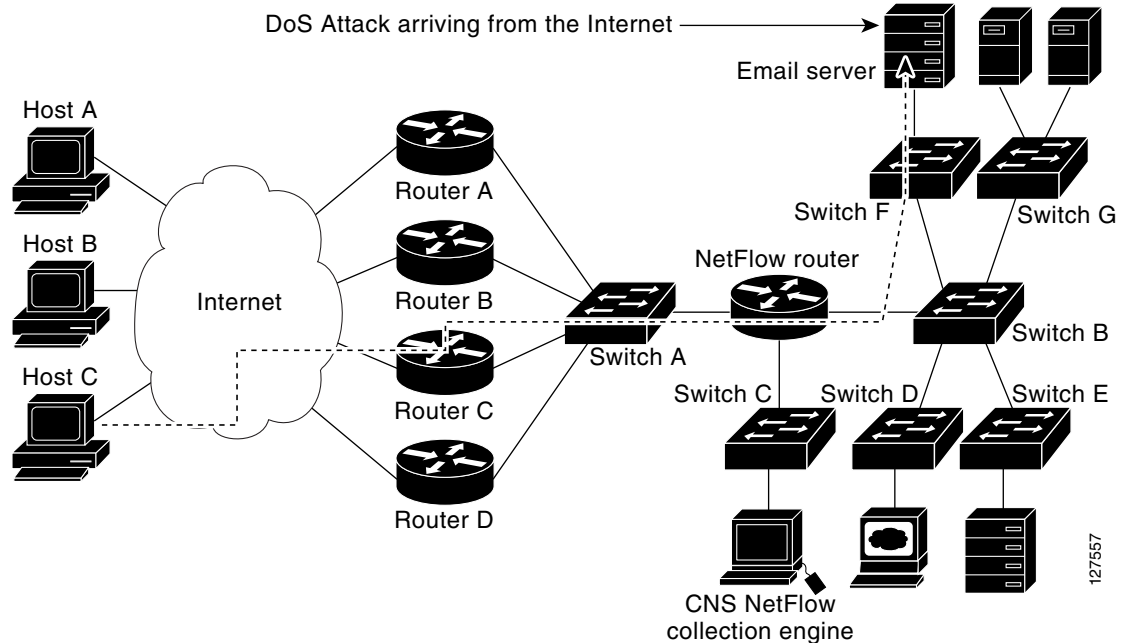 DoS Attack arriving from the Internet
Email server
Host A
Router A
Switch F
Switch G
Host B
NetFlow router
Internet
Router B
Switch B
Switch A
Host C
Switch C
Switch D
Switch E
Router C
Router D
CNS NetFlow
collection engine
127557